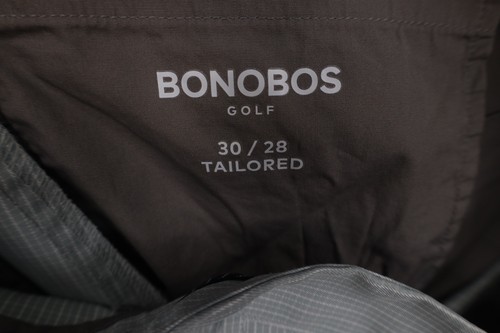 BONOBOS
GOLF
30 / 28
TAILORED